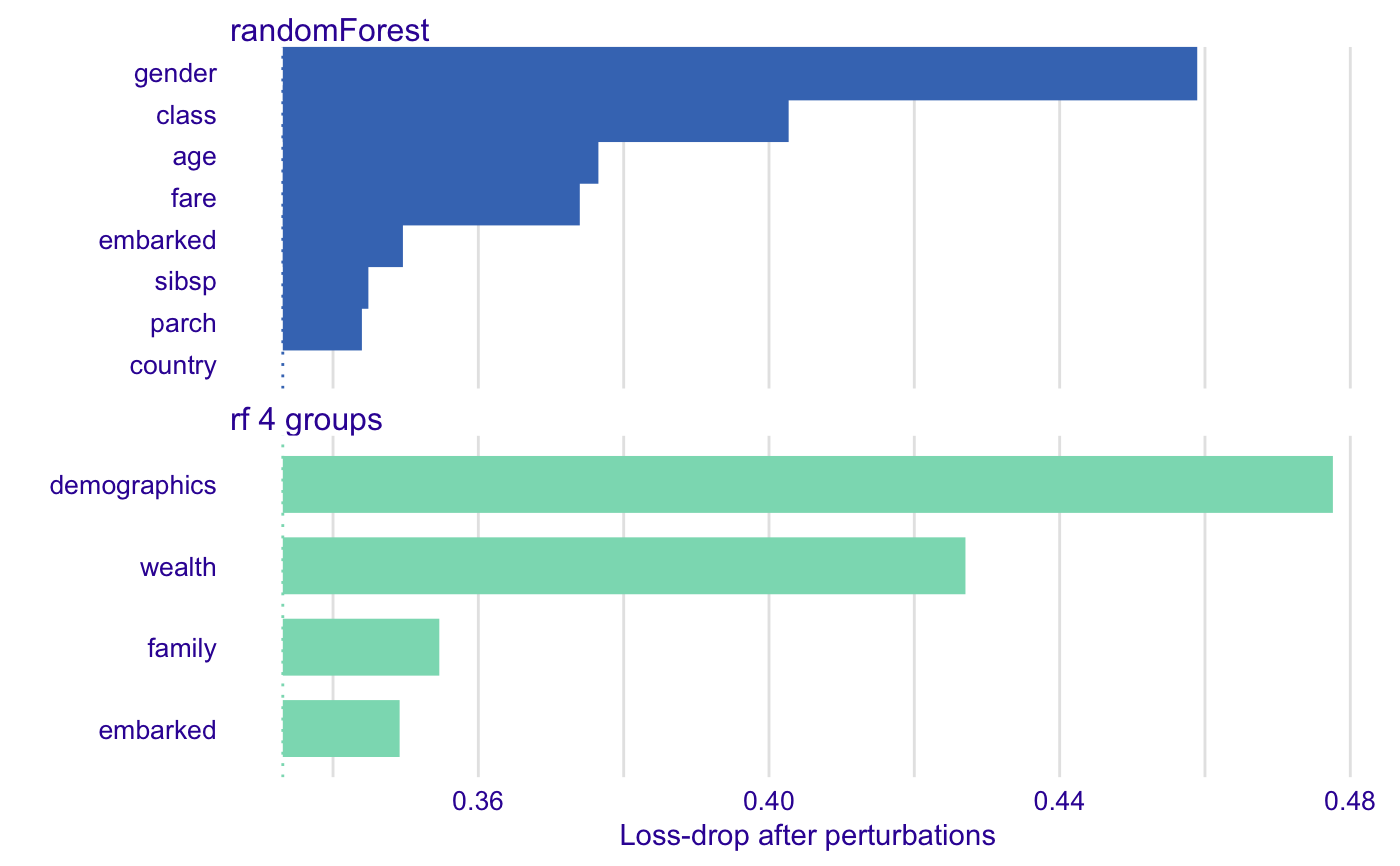 randomForest
gender
class
age
fare
embarked
sibsp
parch
country
rf 4 groups
demographics
wealth
family
embarked
0.36 0.40 0.44 0.48
Loss-drop after perturbations